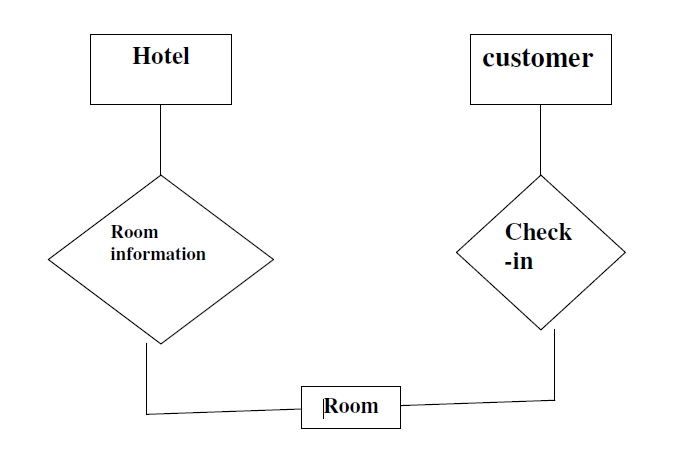 Hotel
customer
Room
information
Check
-in
Room